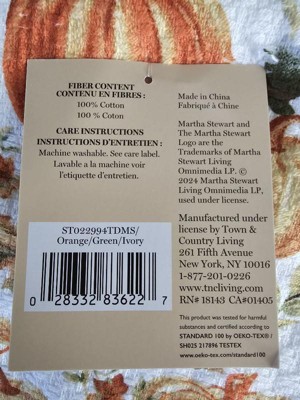 FIBER CONTENT
CONTENU EN FIBRES :
100% Cotton
100 % Coton
CARE INSTRUCTIONS
INSTRUCTIONS D'ENTRETIEN :
Machine washable. See care label.
Lavable a la machine voir
l'etiquette d'entretien.
ST022994TDMS/
Orange/Green/Ivory
0 28332 83622 7
Made in China
Fabriqué à Chine
Martha Stewart and
The Martha Stewart
Logo are the
Trademarks of Martha
Stewart Living
Omnimedia LP. ©
2024 Martha Stewart
Living Omnimedia LP,
used under license.
Manufactured under
license by Town &
Country Living
261 Fifth Avenue
New York, NY 10016
1-877-201-0226
www.tncliving.com
RN# 18143 CA#01405
This product was tested for harmful
substances and certified according to
STANDARD 100 by OEKO-TEX®/
SH025 217896 TESTEX
www.oeko-tex.com/standard100